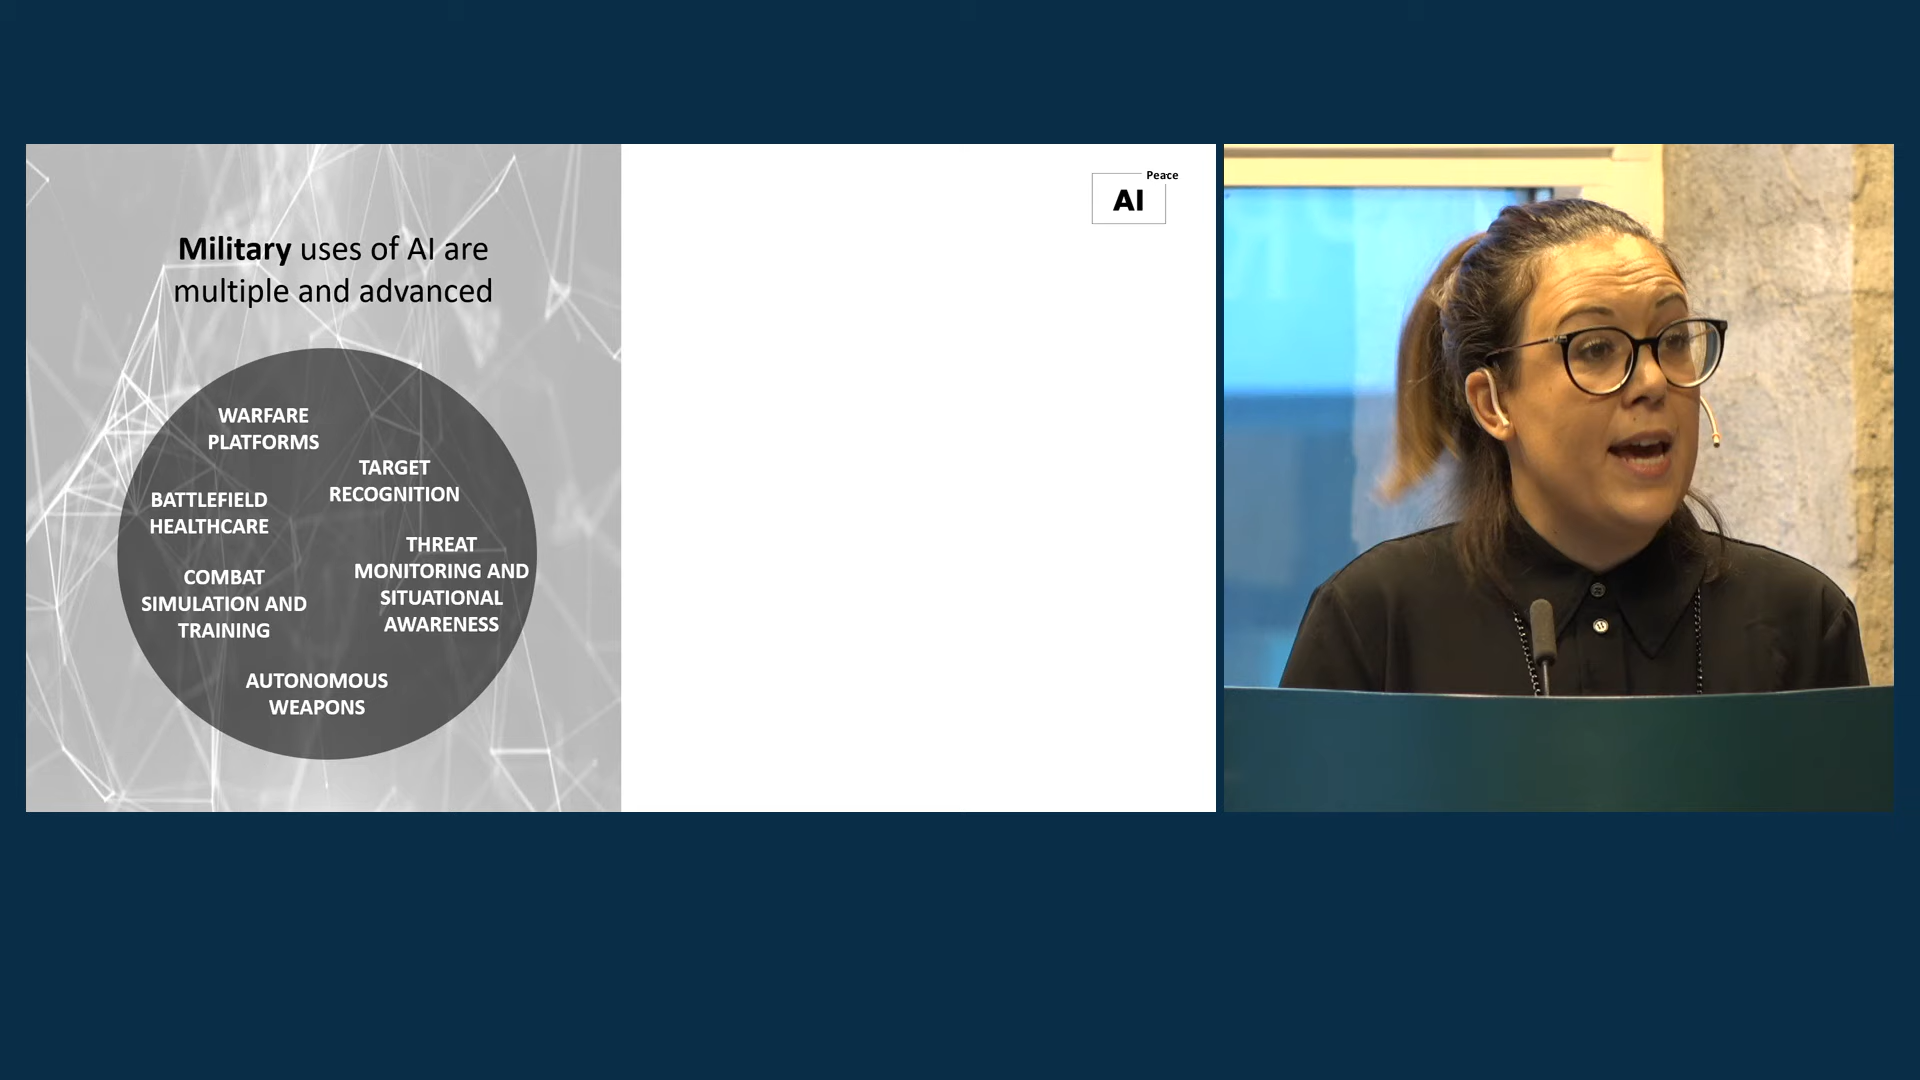 Military uses of AI are
multiple and advanced
WARFARE
PLATFORMS
TARGET
RECOGNITION
BATTLEFIELD
HEALTHCARE
THREAT
MONITORING AND
SITUATIONAL
AWARENESS
COMBAT
SIMULATION AND
TRAINING
AUTONOMOUS
WEAPONS
Peace
AI